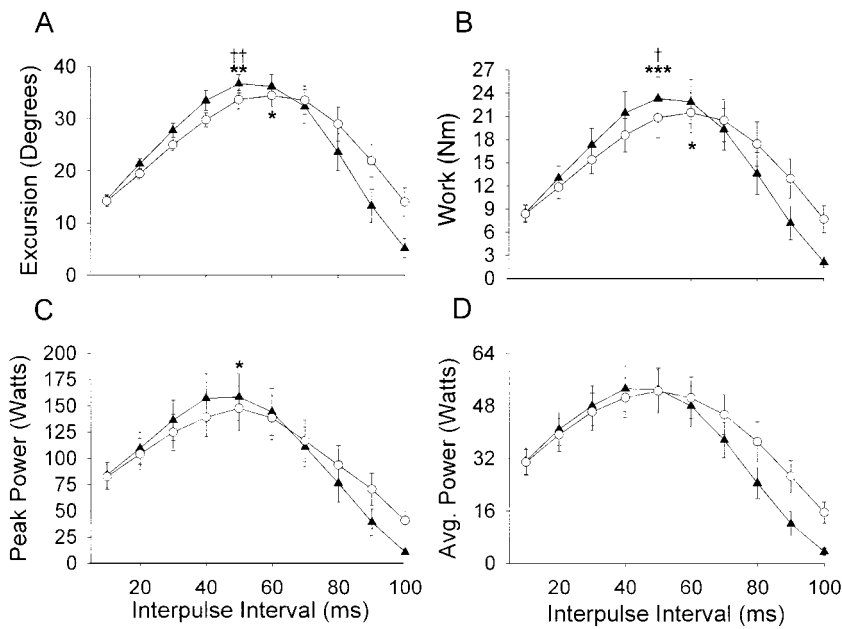 A
B
††
**
*
†
***
*
Excursion (Degrees)
40
30
20
10
0
Work (Nm)
27
24
21
18
15
12
9
6
3
0
20 40 60 80 100
20 40 60 80 100
C
D
*
Peak Power (Watts)
200
175
150
125
100
75
50
25
0
Avg. Power (Watts)
64
48
32
16
0
20 40 60 80 100
20 40 60 80 100
Interpulse Interval (ms)
Interpulse Interval (ms)